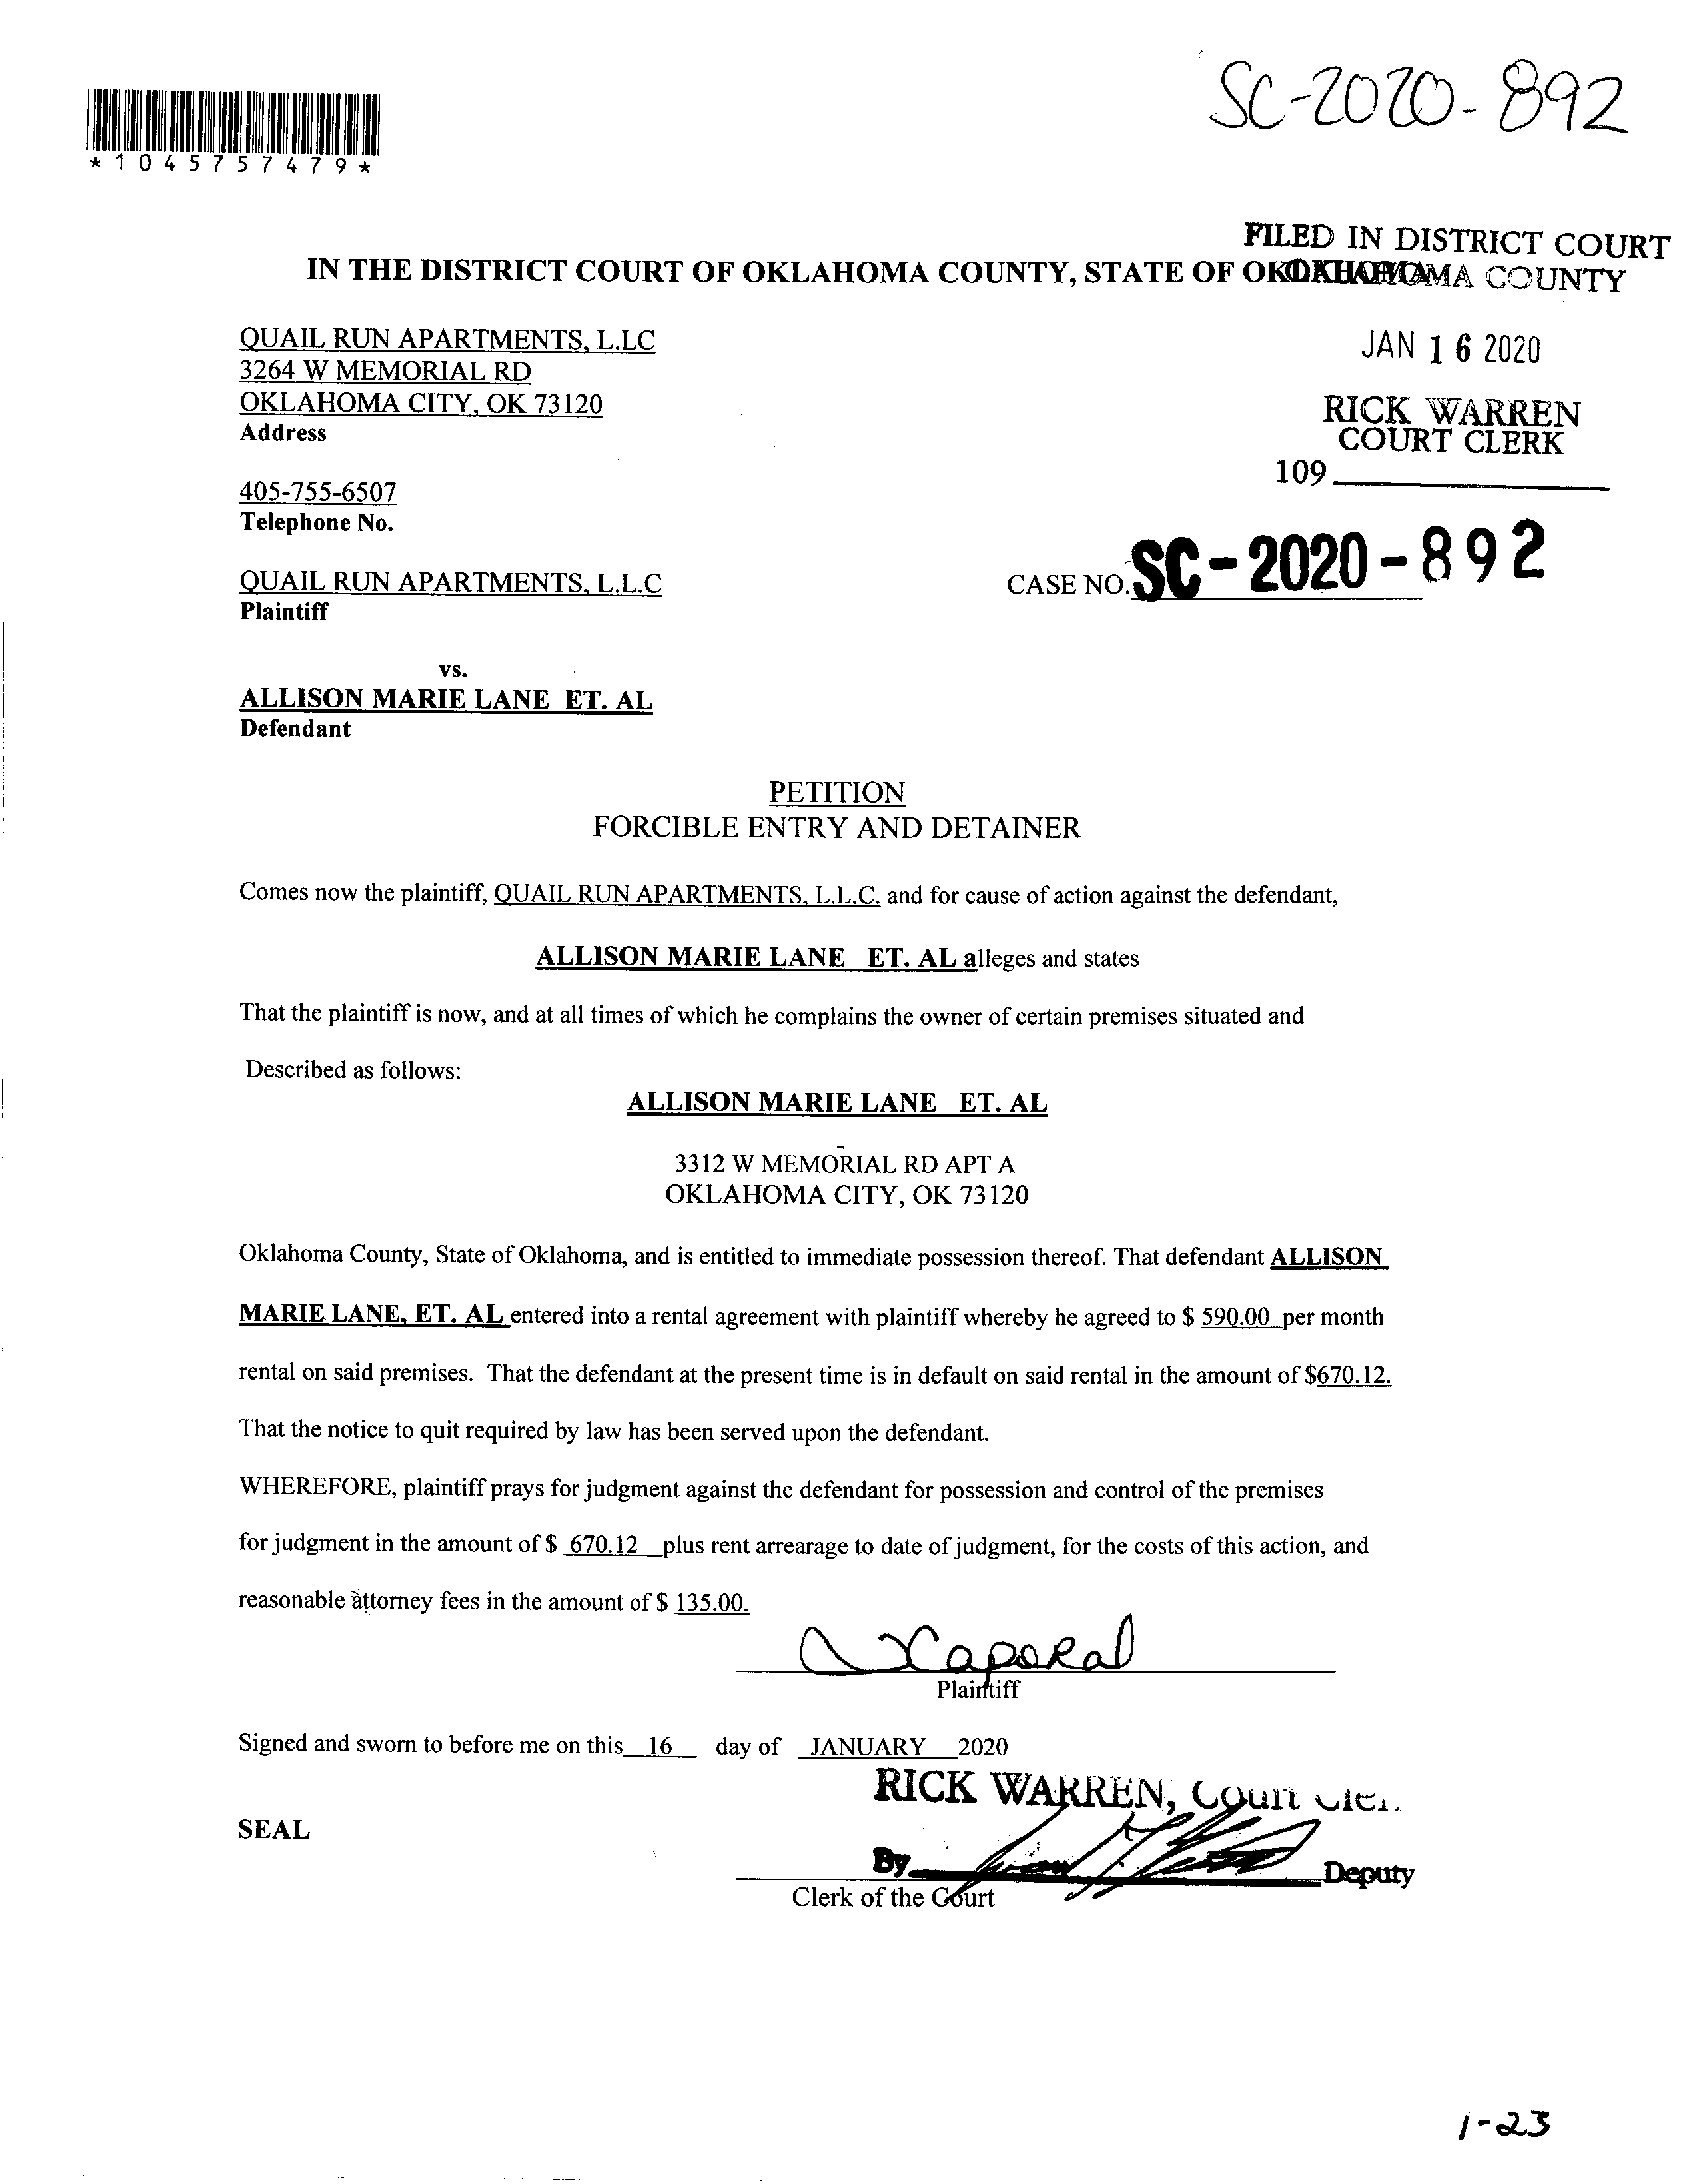 SC-2020-892
*1045757479*
FILED IN DISTRICT COURT
IN THE DISTRICT COURT OF OKLAHOMA COUNTY, STATE OF OKLAHOMA
OKLAHOMA COUNTY
QUAIL RUN APARTMENTS, L.LC
JAN 16 2020
3264 W MEMORIAL RD
OKLAHOMA CITY, OK 73120
RICK WARREN
Address
COURT CLERK
109
405-755-6507
Telephone No.
CASE NO. SC-2020-892
QUAIL RUN APARTMENTS, L.L.C
Plaintiff
vs.
ALLISON MARIE LANE ET. AL
Defendant
PETITION
FORCIBLE ENTRY AND DETAINER
Comes now the plaintiff, QUAIL RUN APARTMENTS, L.L.C. and for cause of action against the defendant,
ALLISON MARIE LANE ET. AL alleges and states
That the plaintiff is now, and at all times of which he complains the owner of certain premises situated and
Described as follows:
ALLISON MARIE LANE ET. AL
3312 W MEMORIAL RD APT A
OKLAHOMA CITY, OK 73120
Oklahoma County, State of Oklahoma, and is entitled to immediate possession thereof. That defendant ALLISON
MARIE LANE, ET. AL entered into a rental agreement with plaintiff whereby he agreed to $ 590.00 per month
rental on said premises. That the defendant at the present time is in default on said rental in the amount of $670.12.
That the notice to quit required by law has been served upon the defendant.
WHEREFORE, plaintiff prays for judgment against the defendant for possession and control of the premises
for judgment in the amount of $ 670.12 plus rent arrearage to date of judgment, for the costs of this action, and
reasonable attorney fees in the amount of $ 135.00.
Plaintiff
Signed and sworn to before me on this 16 day of JANUARY 2020
RICK WARREN, Court
SEAL
By Deputy
Clerk of the Court
1-23